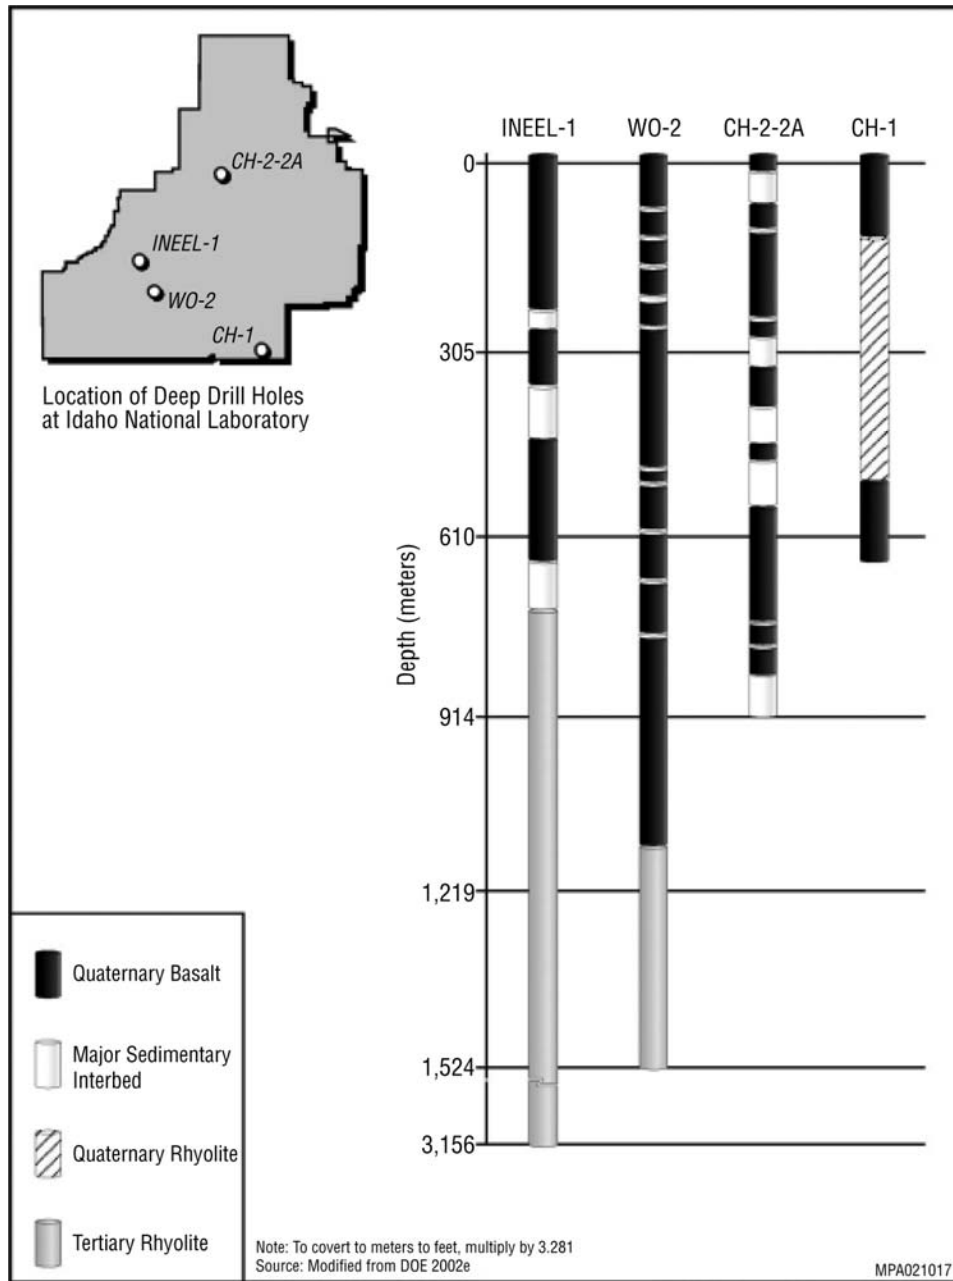 INEEL-1 WO-2 CH-2-2A CH-1
CH-2-2A
INEEL-1
WO-2
CH-1
Location of Deep Drill Holes
at Idaho National Laboratory
Depth (meters)
0
305
610
914
1,219
1,524
3,156
Quaternary Basalt
Major Sedimentary
Interbed
Quaternary Rhyolite
Tertiary Rhyolite
Note: To covert to meters to feet, multiply by 3.281
Source: Modified from DOE 2002e
MPA021017